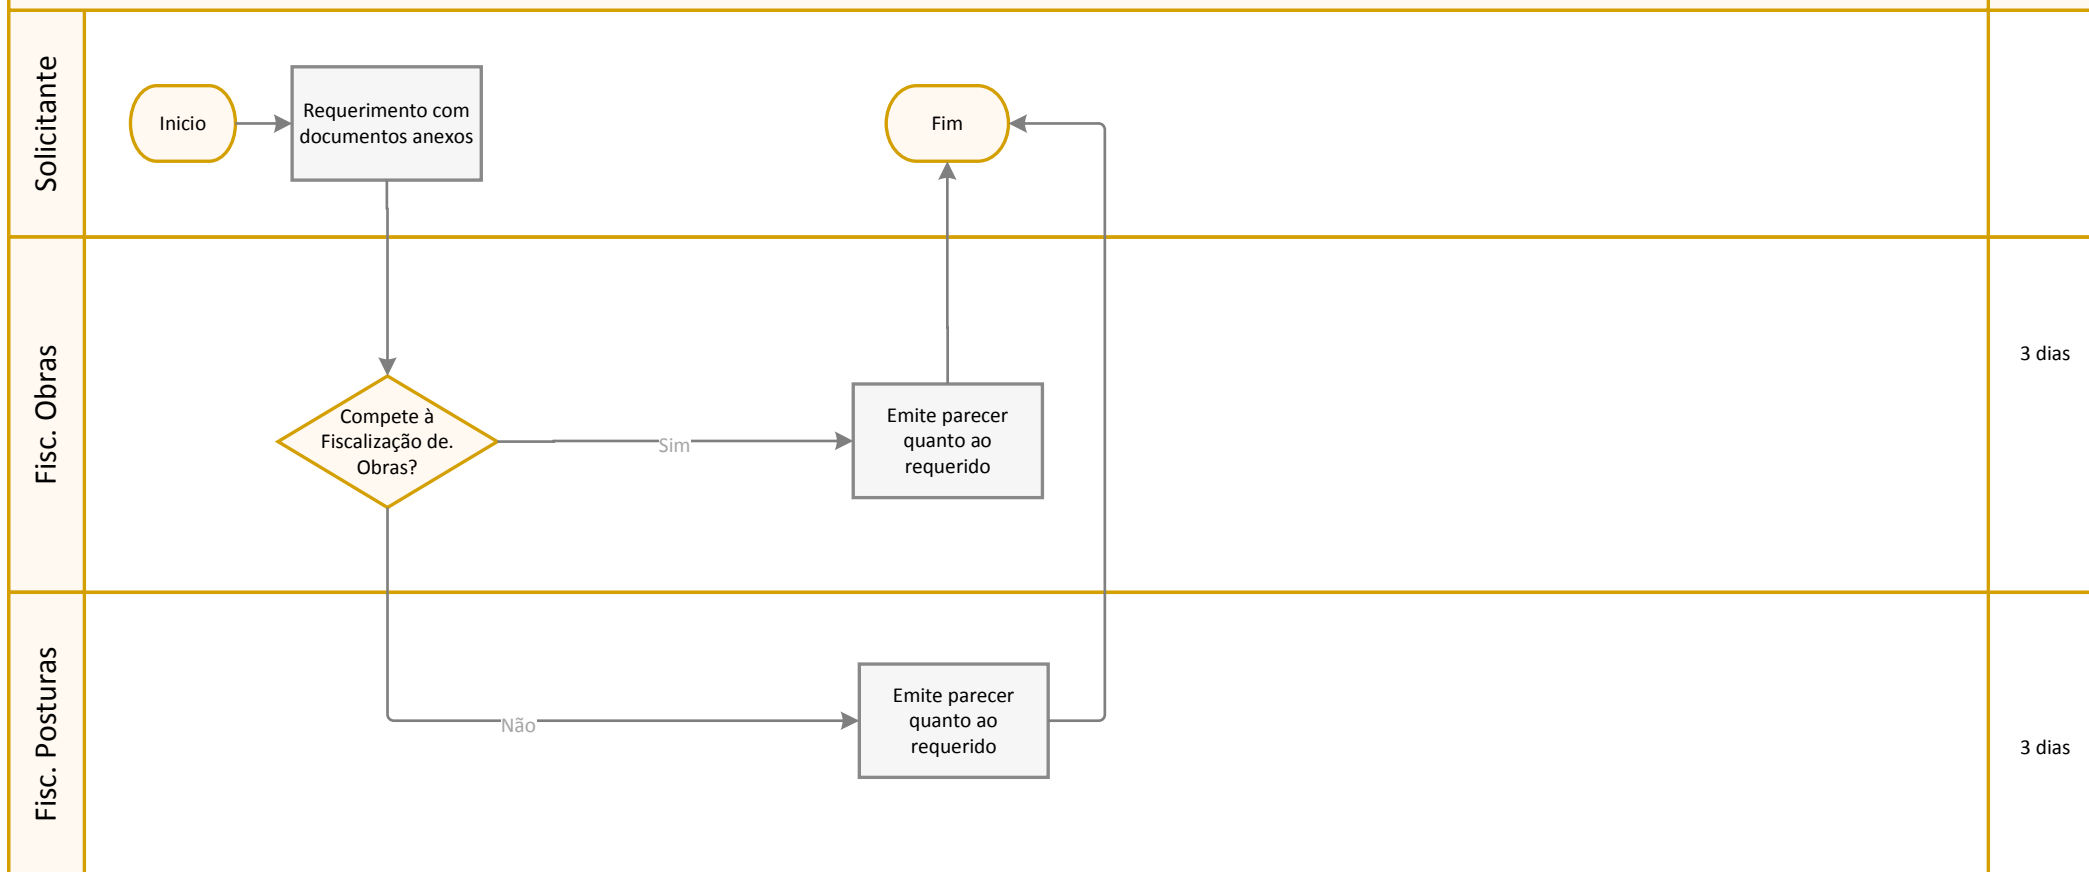 Solicitante
Inicio
Requerimento com
documentos anexos
Fim
Fisc. Obras
Compete à
Fiscalização de.
Obras?
Sim
Emite parecer
quanto ao
requerido
3 dias
Fisc. Posturas
Não
Emite parecer
quanto ao
requerido
3 dias